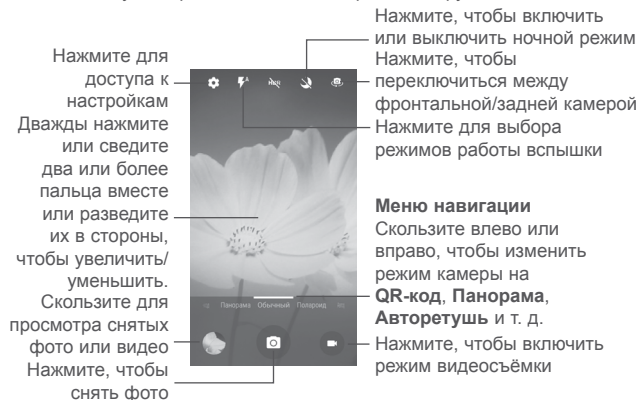 Нажмите, чтобы включить
или выключить ночной режим
Нажмите, чтобы
переключиться между
фронтальной/задней камерой
Нажмите для выбора
режимов работы вспышки
Нажмите для
доступа к
настройкам
Дважды нажмите
или сведите
два или более
пальца вместе
или разведите
их в стороны,
чтобы увеличить/
уменьшить.
Скользите для
просмотра снятых
фото или видео
Нажмите, чтобы
снять фото
HDR
A
Панорама Обычный Полароид
Меню навигации
Скользите влево или
вправо, чтобы изменить
режим камеры на
QR-код, Панорама,
Авторетушь и т. д.
Нажмите, чтобы включить
режим видеосъёмки